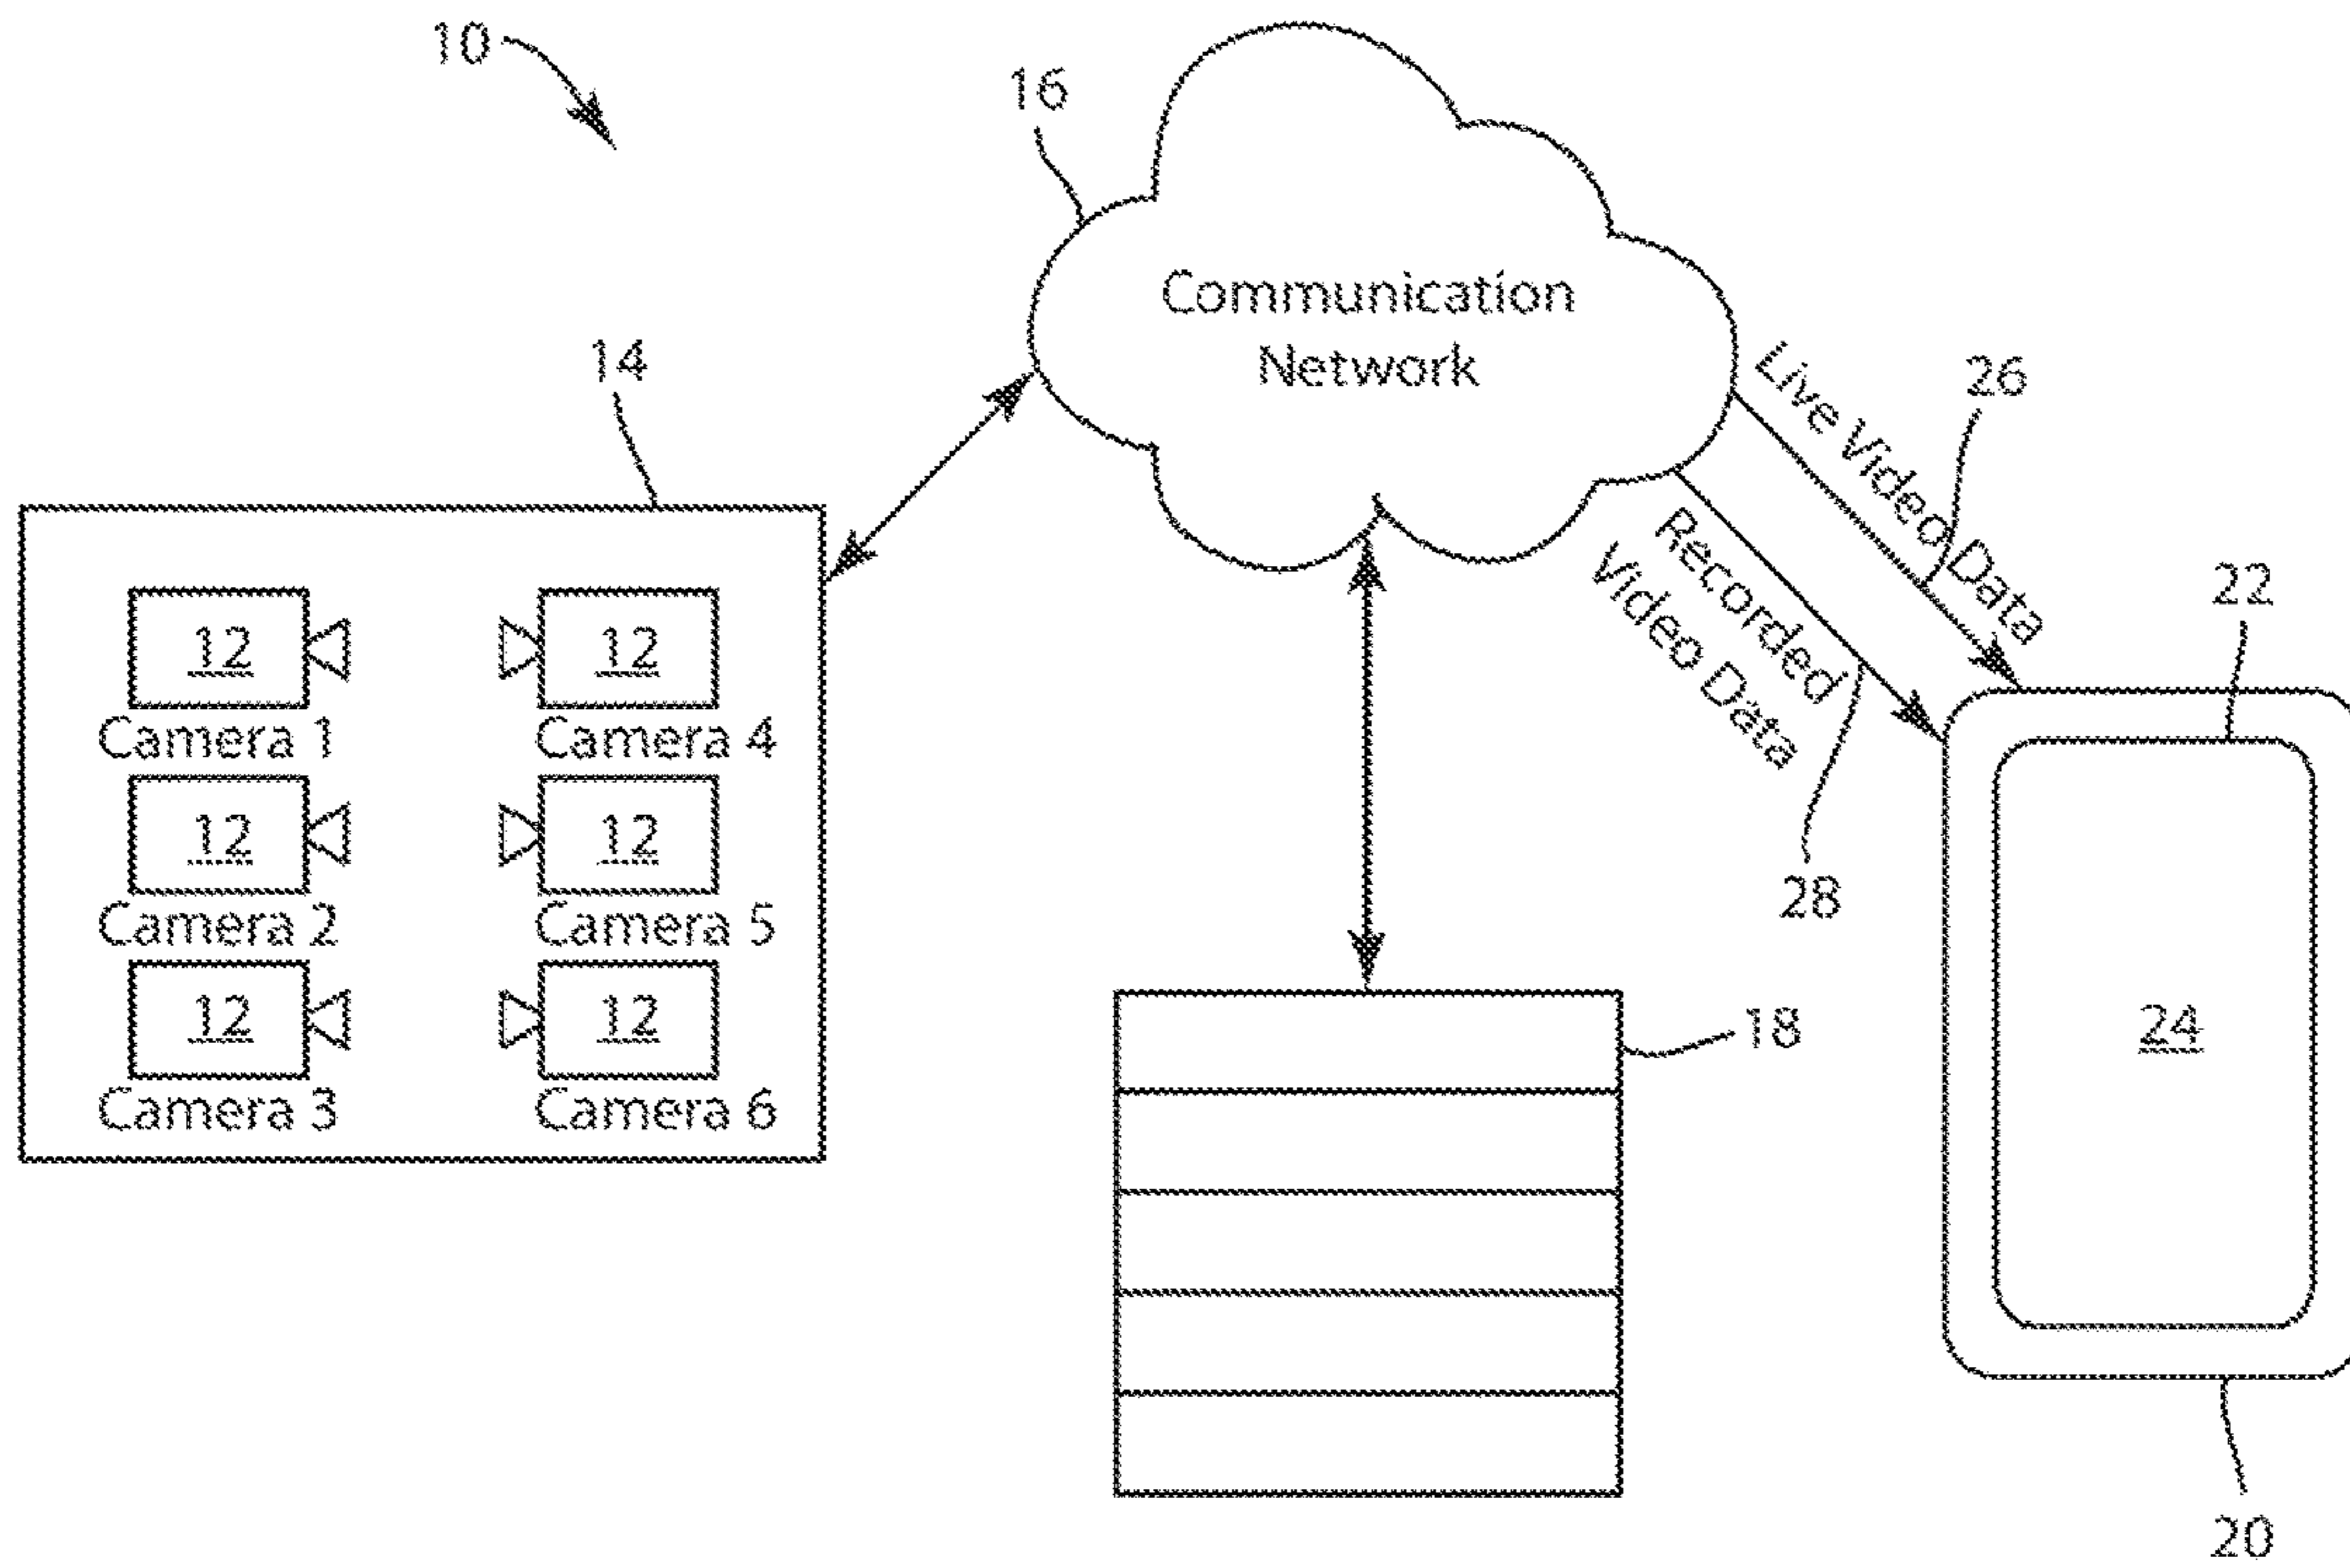 10
16
Communication
Network
14
Live Video Data
26
Recorded
Video Data
12
12
Camera 1
Camera 4
12
12
Camera 2
Camera 5
12
12
Camera 3
Camera 6
22
28
18
24
20